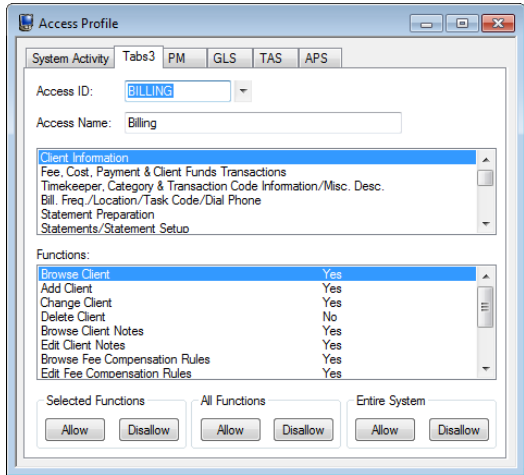 Access Profile
System Activity Tabs3 PM GLS TAS APS
Access ID: BILLING
Access Name: Billing
Client Information
Fee, Cost, Payment & Client Funds Transactions
Timekeeper, Category & Transaction Code Information/Misc. Desc.
Bill. Freq./Location/Task Code/Dial Phone
Statement Preparation
Statements/Statement Setup
Functions:
Browse Client Yes
Add Client Yes
Change Client Yes
Delete Client No
Browse Client Notes Yes
Edit Client Notes Yes
Browse Fee Compensation Rules Yes
Edit Fee Compensation Rules Yes
Selected Functions All Functions Entire System
Allow Disallow Allow Disallow Allow Disallow